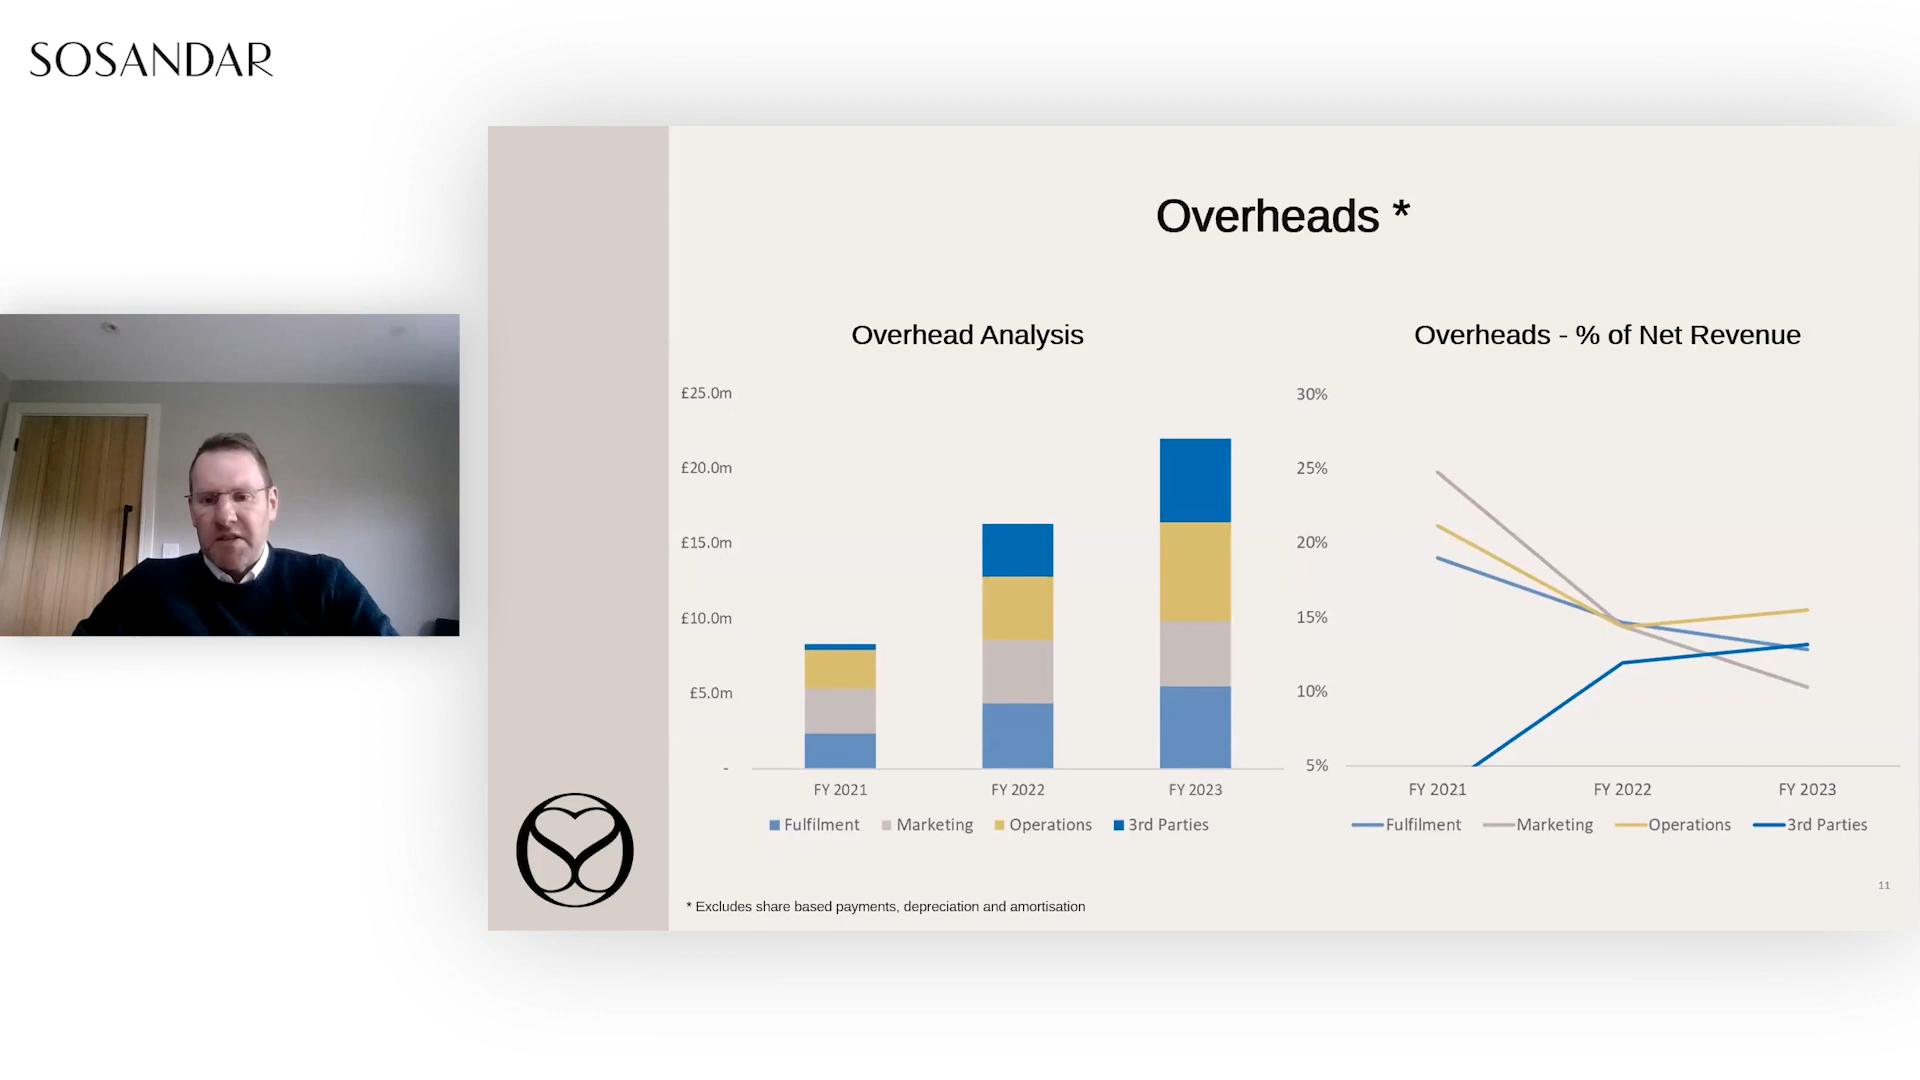 SOSANDAR
Overheads *
Overhead Analysis
£25.0m
£20.0m
£15.0m
£10.0m
£5.0m
-
FY 2021 FY 2022 FY 2023
Fulfilment Marketing Operations 3rd Parties
Overheads - % of Net Revenue
30%
25%
20%
15%
10%
5%
FY 2021 FY 2022 FY 2023
Fulfilment Marketing Operations 3rd Parties
11
* Excludes share based payments, depreciation and amortisation